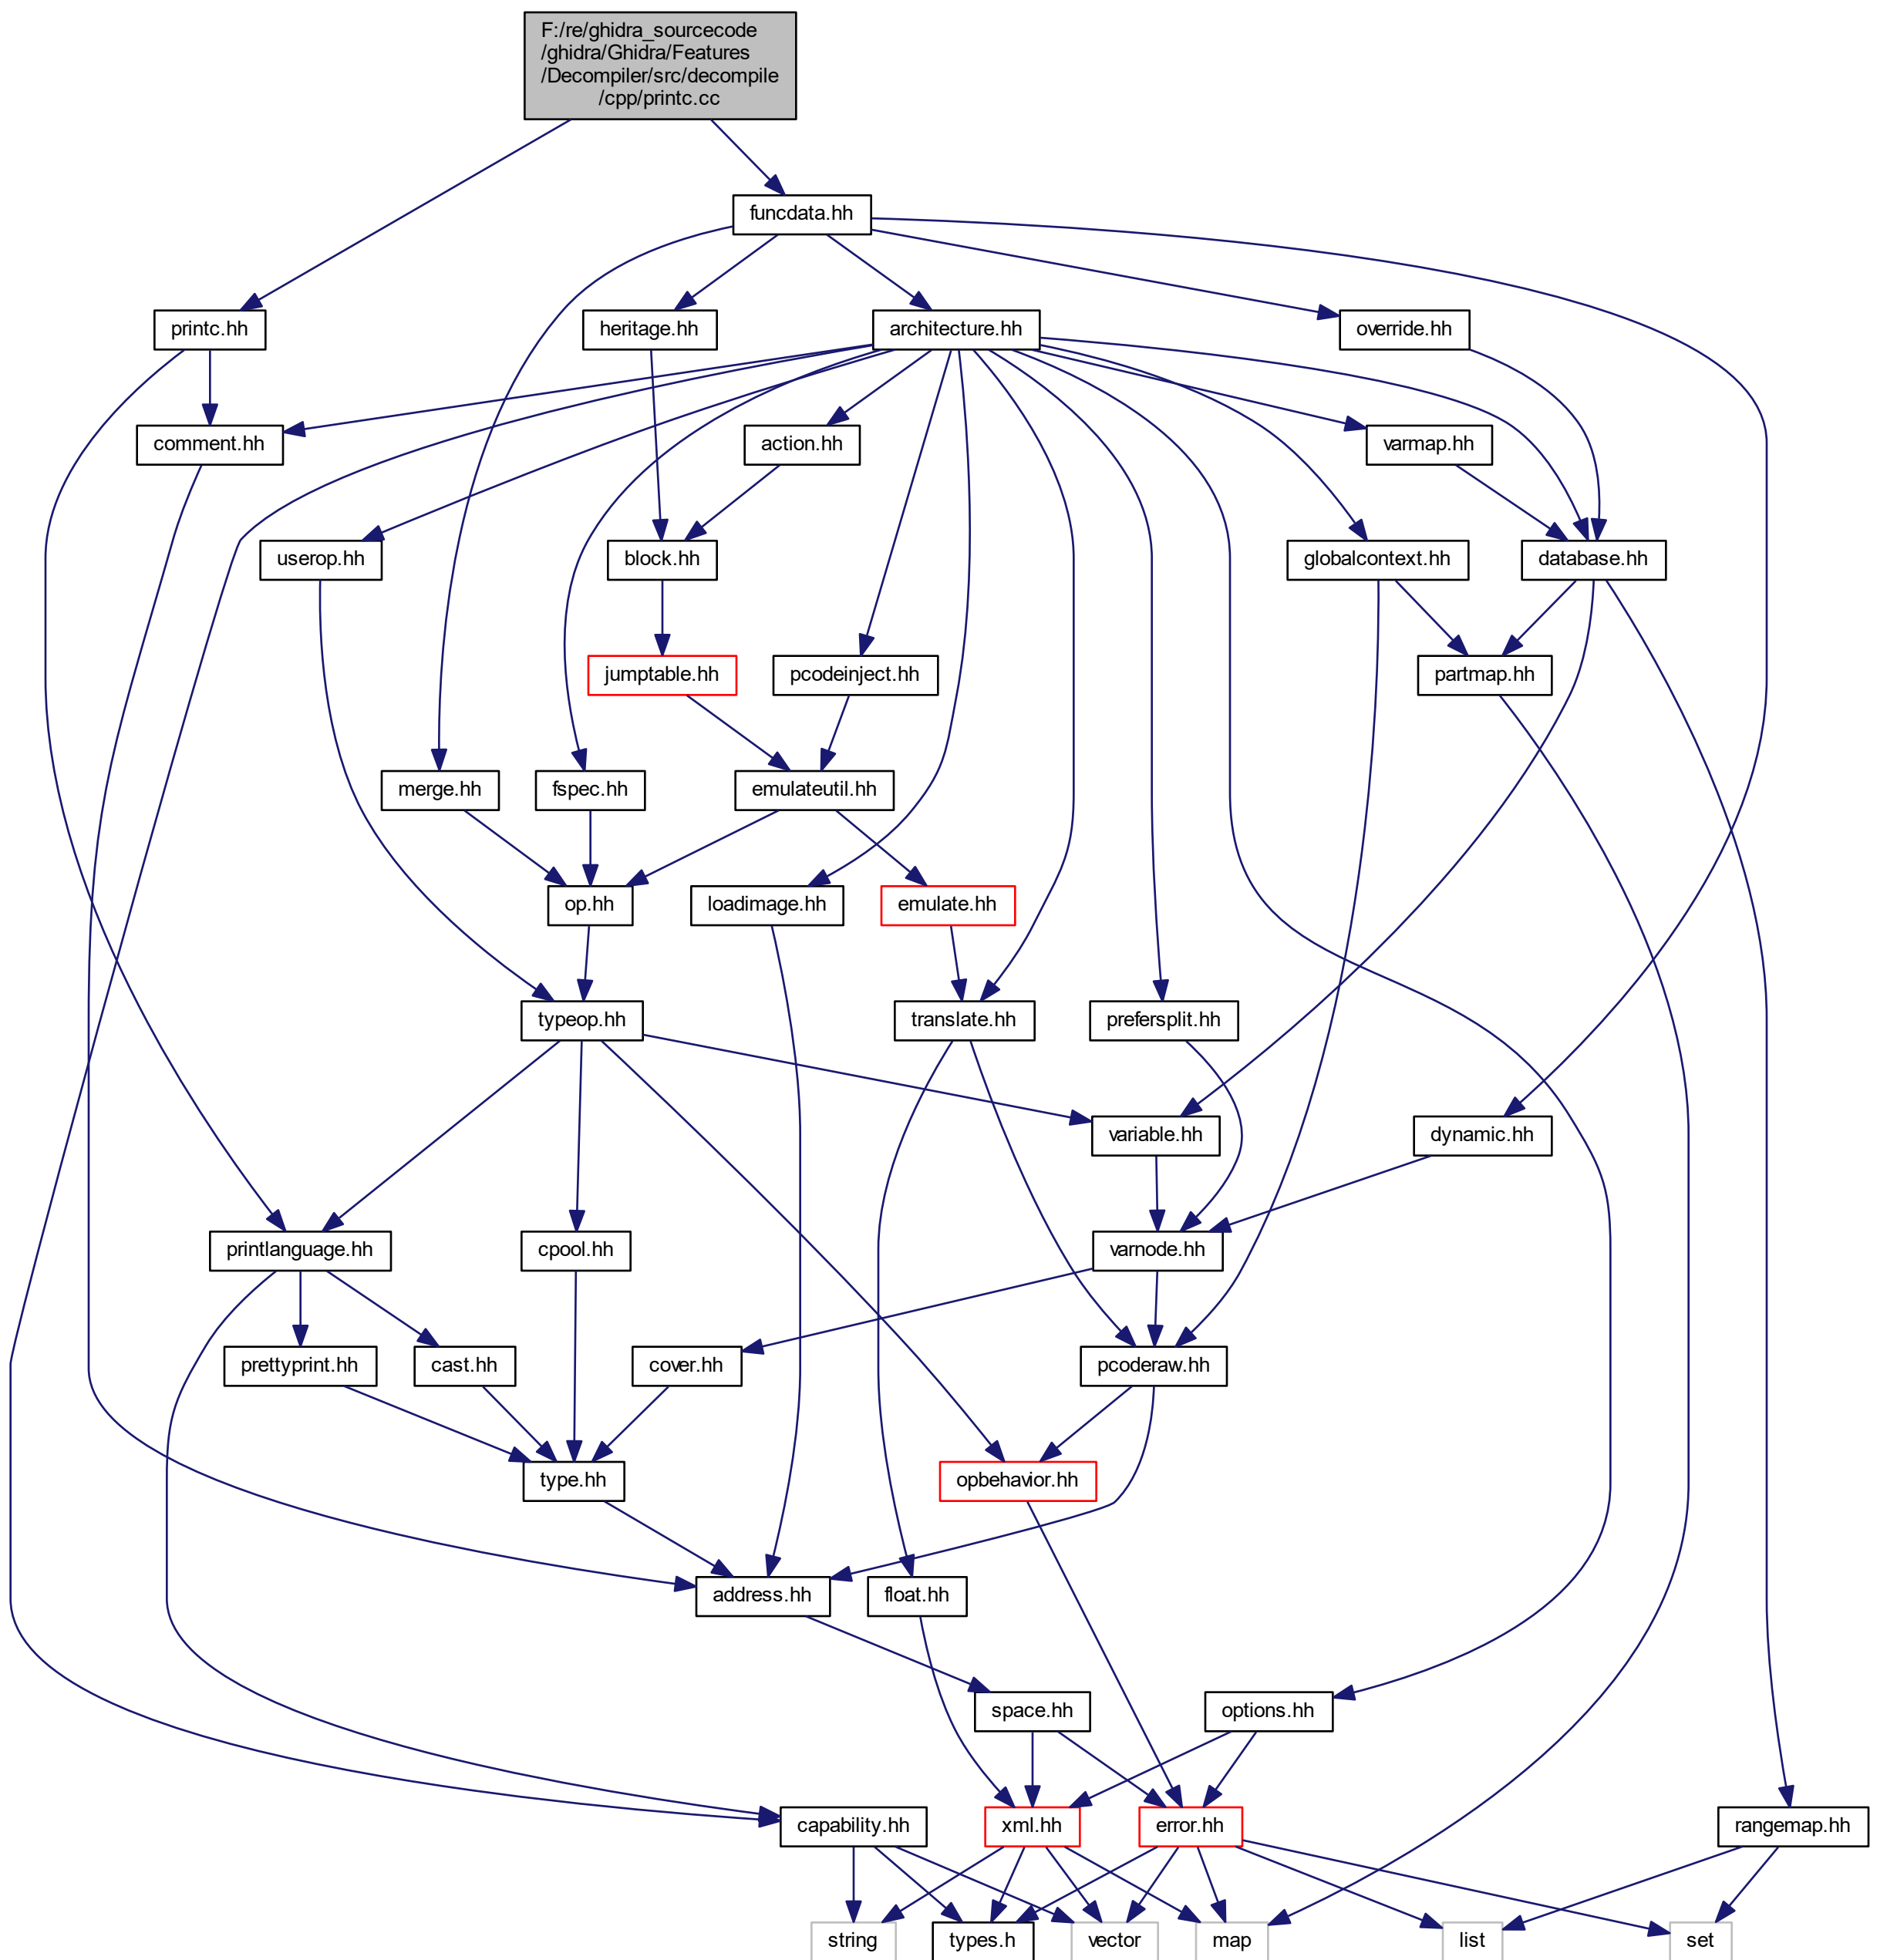 F:/re/ghidra_sourcecode
/ghidra/Ghidra/Features
/Decompiler/src/decompile
/cpp/printc.cc
funcdata.hh
printc.hh
heritage.hh
architecture.hh
override.hh
comment.hh
action.hh
varmap.hh
userop.hh
block.hh
globalcontext.hh
database.hh
jumptable.hh
pcodeinject.hh
partmap.hh
merge.hh
fspec.hh
emulateutil.hh
op.hh
loadimage.hh
emulate.hh
typeop.hh
translate.hh
prefersplit.hh
variable.hh
dynamic.hh
printlanguage.hh
cpool.hh
varnode.hh
prettyprint.hh
cast.hh
cover.hh
pcoderaw.hh
type.hh
opbehavior.hh
address.hh
float.hh
space.hh
options.hh
capability.hh
xml.hh
error.hh
rangemap.hh
string
types.h
vector
map
list
set